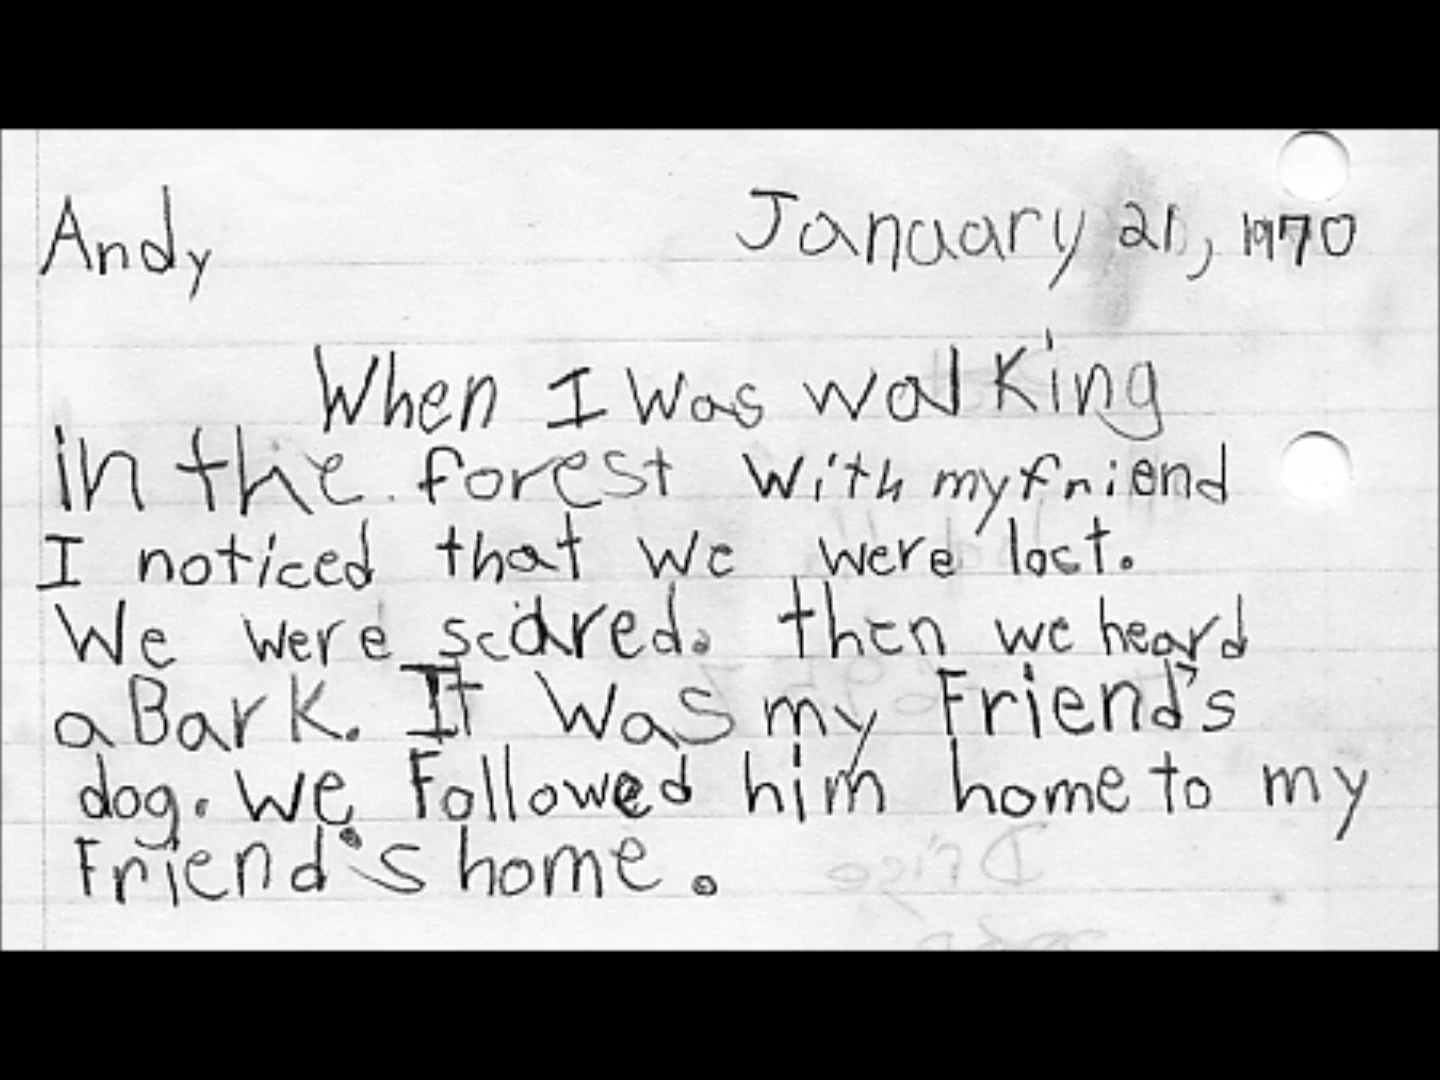 Andy January 21, 1970
When I was walking
in the forest with my friend
I noticed that we were lost.
We were scared. then we heard
a Bark. It was my Friend's
dog. We Followed him home to my
Friend's home.